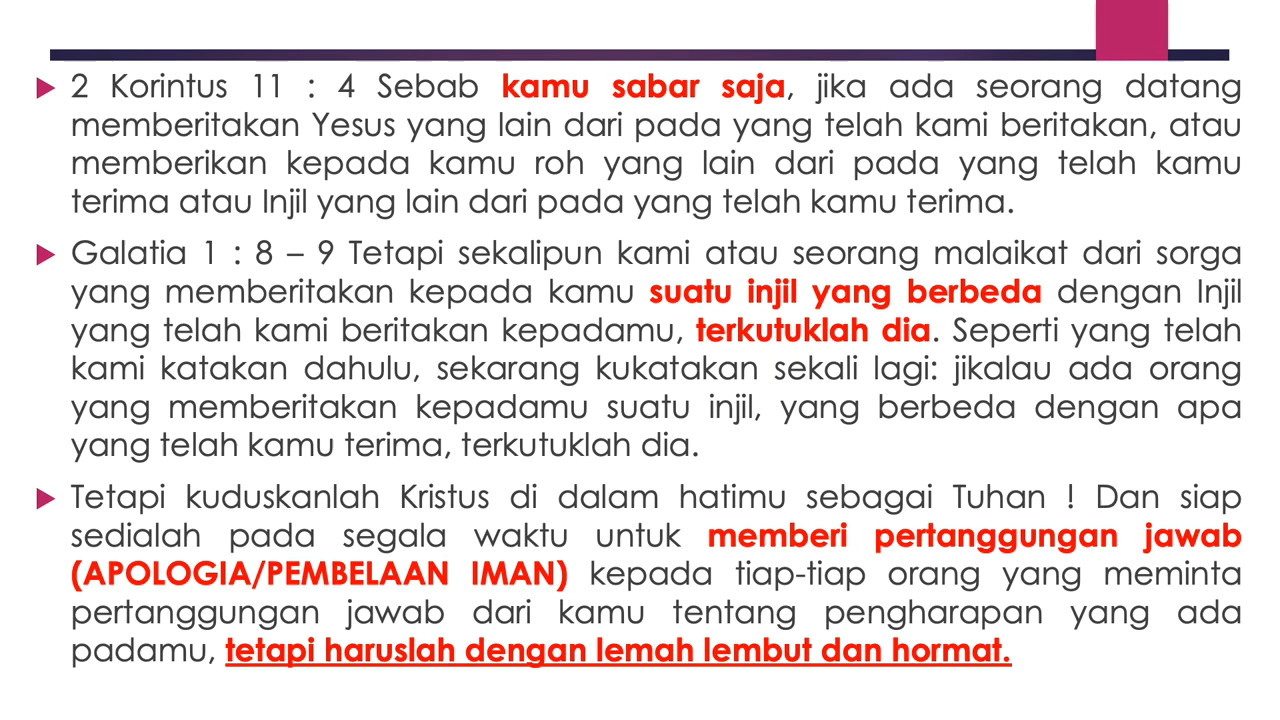 2 Korintus 11 : 4 Sebab kamu sabar saja, jika ada seorang datang
memberitakan Yesus yang lain dari pada yang telah kami beritakan, atau
memberikan kepada kamu roh yang lain dari pada yang telah kamu
terima atau Injil yang lain dari pada yang telah kamu terima.
Galatia 1 : 8 – 9 Tetapi sekalipun kami atau seorang malaikat dari sorga
yang memberitakan kepada kamu suatu injil yang berbeda dengan Injil
yang telah kami beritakan kepadamu, terkutuklah dia. Seperti yang telah
kami katakan dahulu, sekarang kukatakan sekali lagi: jikalau ada orang
yang memberitakan kepadamu suatu injil, yang berbeda dengan apa
yang telah kamu terima, terkutuklah dia.
Tetapi kuduskanlah Kristus di dalam hatimu sebagai Tuhan ! Dan siap
sedialah pada segala waktu untuk memberi pertanggungan jawab
(APOLOGIA/PEMBELAAN IMAN) kepada tiap-tiap orang yang meminta
pertanggungan jawab dari kamu tentang pengharapan yang ada
padamu, tetapi haruslah dengan lemah lembut dan hormat.